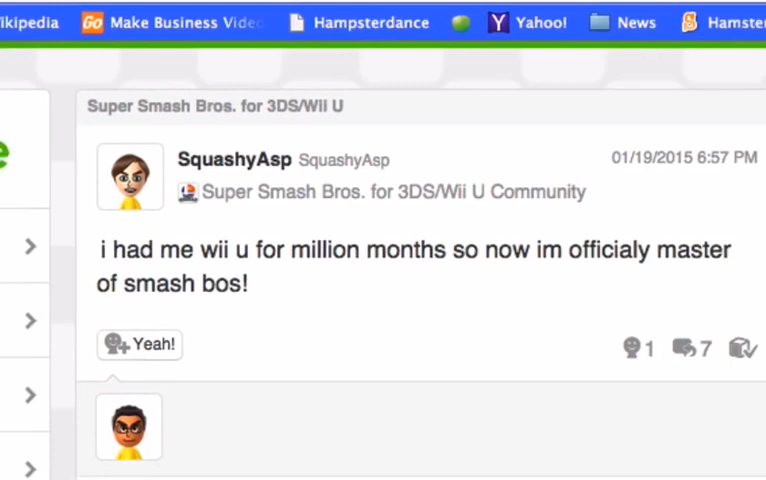 ikipedia Make Business Video Hampsterdance Yahoo! News Hamster
Super Smash Bros. for 3DS/Wii U
SquashyAsp SquashyAsp 01/19/2015 6:57 PM
Super Smash Bros. for 3DS/Wii U Community
i had me wii u for million months so now im officialy master
of smash bos!
Yeah! 1 7